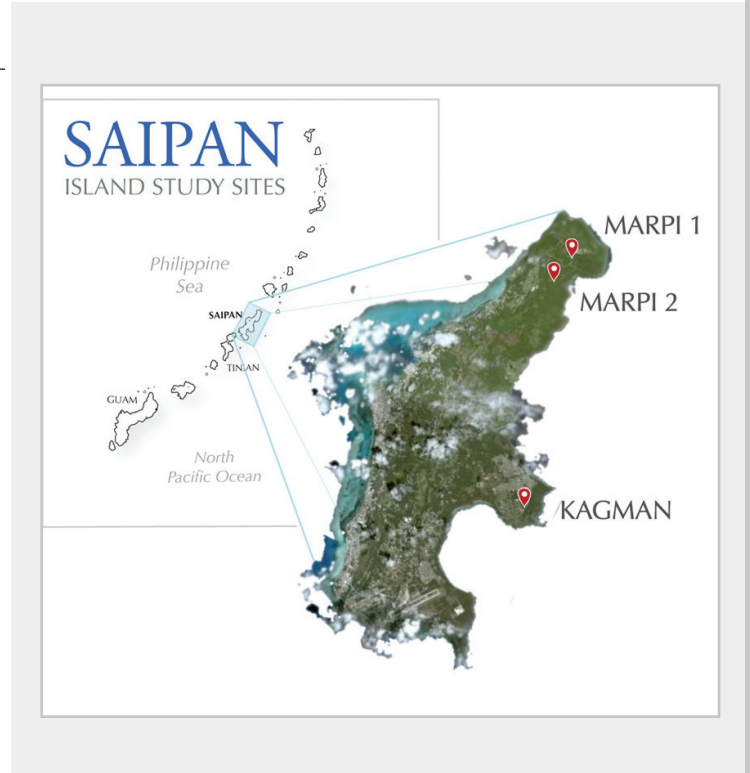 SAIPAN
ISLAND STUDY SITES
MARPI 1
Philippine
Sea
MARPI 2
SAIPAN
TINIAN
GUAM
North
Pacific Ocean
KAGMAN